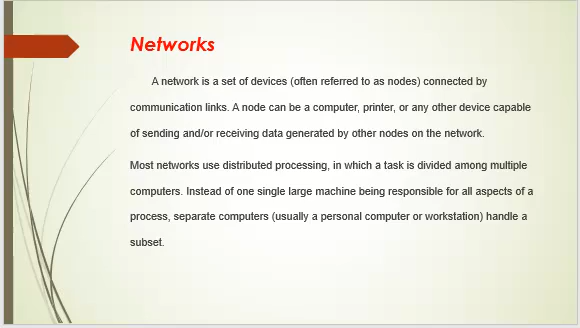 Networks
A network is a set of devices (often referred to as nodes) connected by
communication links. A node can be a computer, printer, or any other device capable
of sending and/or receiving data generated by other nodes on the network.
Most networks use distributed processing, in which a task is divided among multiple
computers. Instead of one single large machine being responsible for all aspects of a
process, separate computers (usually a personal computer or workstation) handle a
subset.